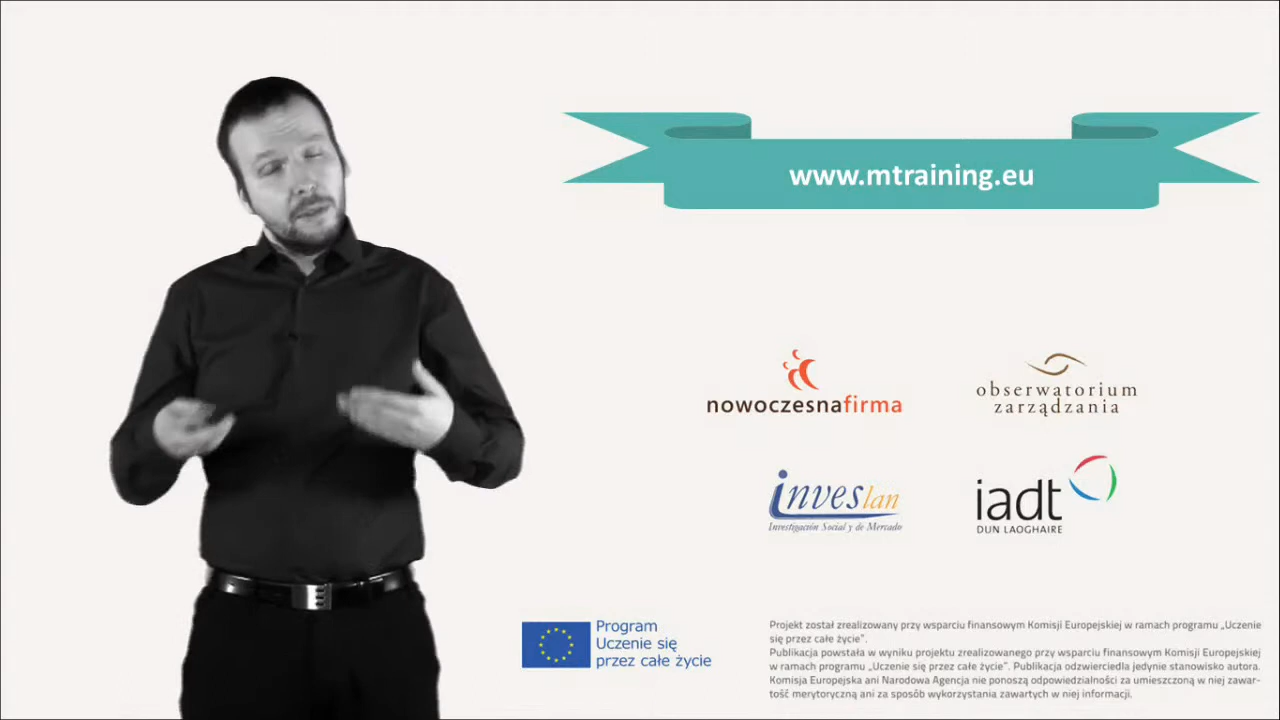 www.mtraining.eu
nowoczesnafirma
obserwatorium
zarządzania
inveslan
Investigación Social y de Mercado
iadt
DUN LAOGHAIRE
Program
Uczenie się
przez całe życie
Projekt został zrealizowany przy wsparciu finansowym Komisji Europejskiej w ramach programu „Uczenie
się przez całe życie”.
Publikacja powstała w wyniku projektu zrealizowanego przy wsparciu finansowym Komisji Europejskiej
w ramach programu „Uczenie się przez całe życie”. Publikacja odzwierciedla jedynie stanowisko autora.
Komisja Europejska ani Narodowa Agencja nie ponoszą odpowiedzialności za umieszczoną w niej zawar-
tość merytoryczną ani za sposób wykorzystania zawartych w niej informacji.